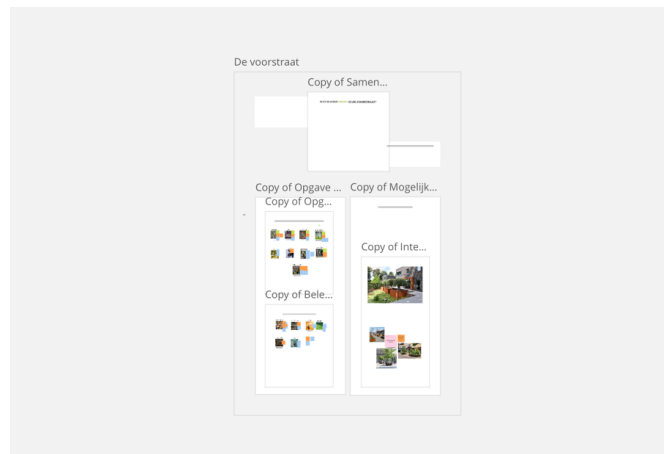 De voorstraat
Copy of Samen...
Copy of Opgave ...
Copy of Mogelijk...
Copy of Opg...
Copy of Inte...
Copy of Bele...